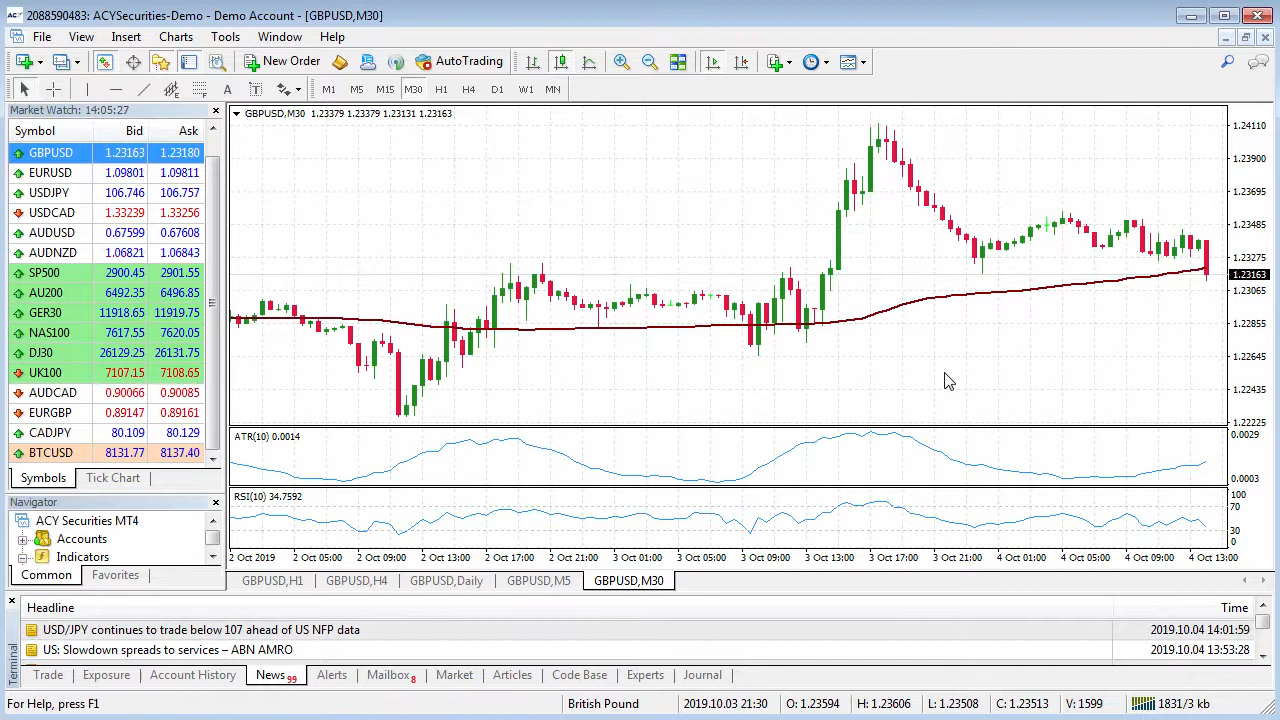 2088590483: ACYSecurities-Demo - Demo Account - [GBPUSD,M30]
File View Insert Charts Tools Window Help
New Order AutoTrading
A T M1 M5 M15 M30 H1 H4 D1 W1 MN
Market Watch: 14:05:27
Symbol Bid Ask
GBPUSD 1.23163 1.23180
EURUSD 1.09801 1.09811
USDJPY 106.746 106.757
USDCAD 1.33239 1.33256
AUDUSD 0.67599 0.67608
AUDNZD 1.06821 1.06843
SP500 2900.45 2901.55
AU200 6492.35 6496.85
GER30 11918.65 11919.75
NAS100 7617.55 7620.05
DJ30 26129.25 26131.75
UK100 7107.15 7108.65
AUDCAD 0.90066 0.90085
EURGBP 0.89147 0.89161
CADJPY 80.109 80.129
BTCUSD 8131.77 8137.40
Symbols Tick Chart
Navigator
ACY Securities MT4
Accounts
Indicators
Common Favorites
GBPUSD,M30 1.23379 1.23379 1.23131 1.23163
1.24110
1.23900
1.23695
1.23485
1.23275
1.23163
1.23065
1.22855
1.22645
1.22435
1.22225
ATR(10) 0.0014
0.0029
0.0003
RSI(10) 34.7592
100
70
30
0
2 Oct 2019 2 Oct 05:00 2 Oct 09:00 2 Oct 13:00 2 Oct 17:00 2 Oct 21:00 3 Oct 01:00 3 Oct 05:00 3 Oct 09:00 3 Oct 13:00 3 Oct 17:00 3 Oct 21:00 4 Oct 01:00 4 Oct 05:00 4 Oct 09:00 4 Oct 13:00
GBPUSD,H1 GBPUSD,H4 GBPUSD,Daily GBPUSD,M5 GBPUSD,M30
Headline Time
USD/JPY continues to trade below 107 ahead of US NFP data 2019.10.04 14:01:59
US: Slowdown spreads to services – ABN AMRO 2019.10.04 13:53:28
Terminal
Trade Exposure Account History News 99 Alerts Mailbox 8 Market Articles Code Base Experts Journal
For Help, press F1 British Pound 2019.10.03 21:30 O: 1.23594 H: 1.23606 L: 1.23508 C: 1.23513 V: 1599 1831/3 kb